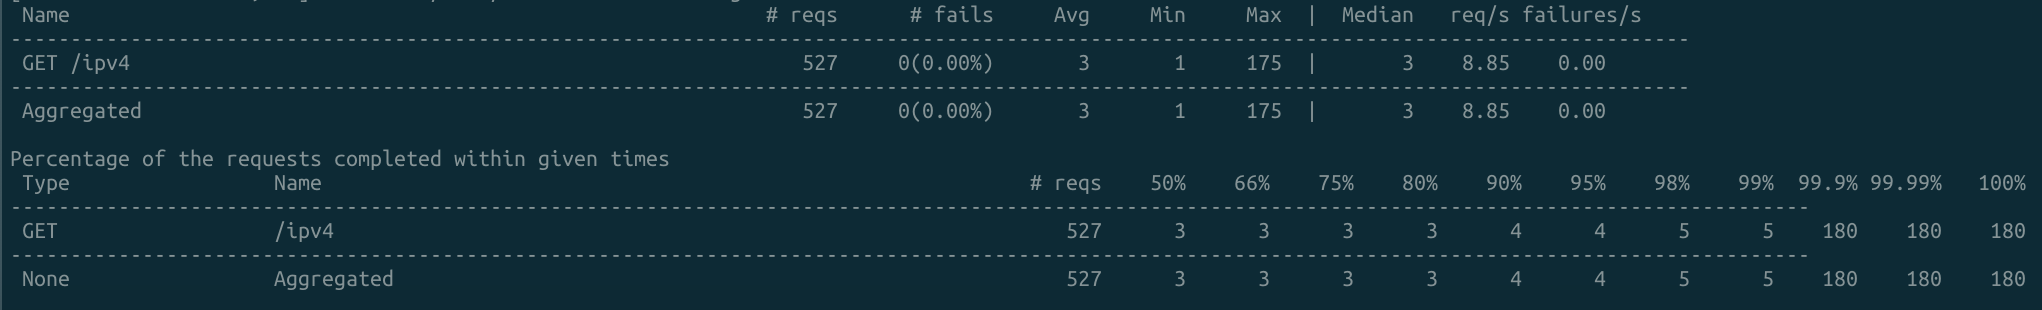 Name # reqs # fails Avg Min Max | Median req/s failures/s
--------------------------------------------------------------------------------------------------------------------------------------------
GET /ipv4 527 0(0.00%) 3 1 175 | 3 8.85 0.00
--------------------------------------------------------------------------------------------------------------------------------------------
Aggregated 527 0(0.00%) 3 1 175 | 3 8.85 0.00
Percentage of the requests completed within given times
Type Name # reqs 50% 66% 75% 80% 90% 95% 98% 99% 99.9% 99.99% 100%
------------------------------------------------------------------------------------------------------------------------------------------------------
GET /ipv4 527 3 3 3 3 4 4 5 5 180 180 180
------------------------------------------------------------------------------------------------------------------------------------------------------
None Aggregated 527 3 3 3 3 4 4 5 5 180 180 180